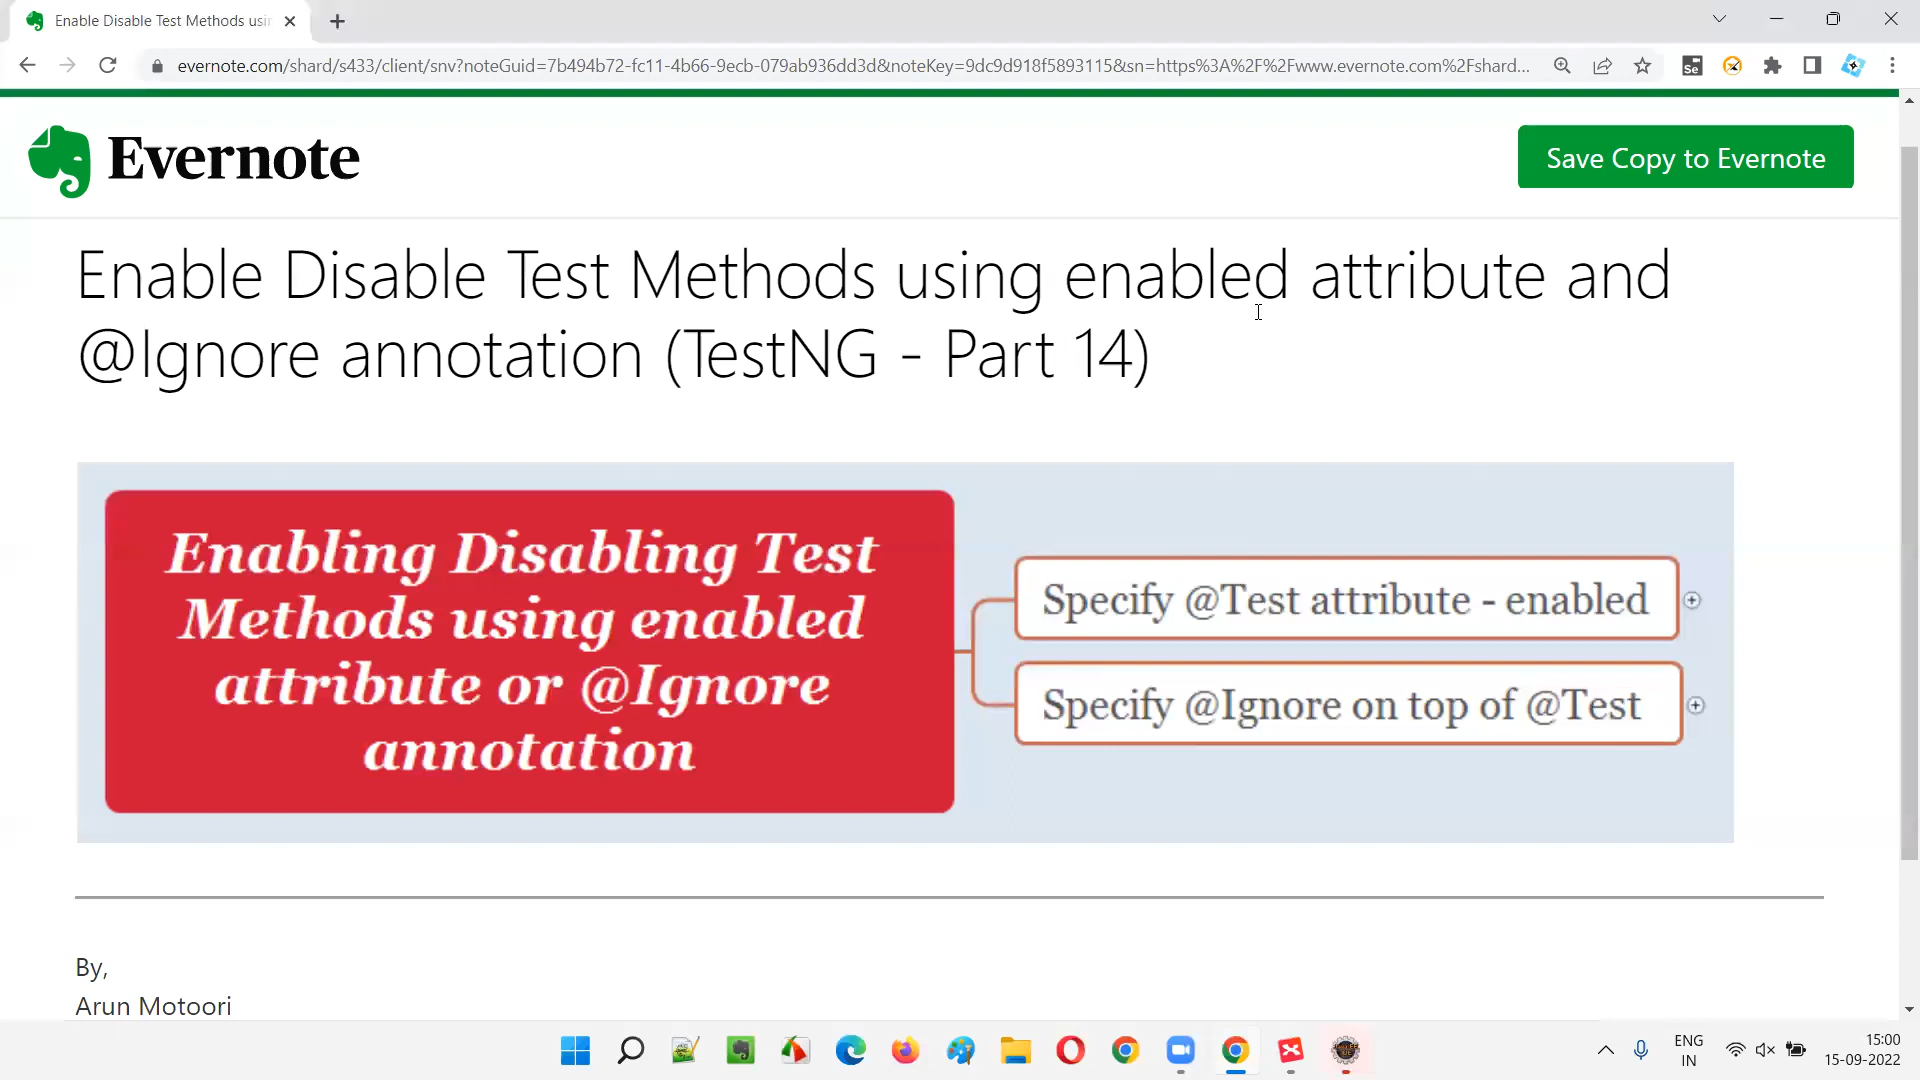 Enable Disable Test Methods usin
evernote.com/shard/s433/client/snv?noteGuid=7b494b72-fc11-4b66-9ecb-079ab936dd3d&noteKey=9dc9d918f5893115&sn=https%3A%2F%2Fwww.evernote.com%2Fshard...
Se
Evernote
Save Copy to Evernote
Enable Disable Test Methods using enabled attribute and
@Ignore annotation (TestNG - Part 14)
Enabling Disabling Test
Methods using enabled
attribute or @Ignore
annotation
Specify @Test attribute - enabled
Specify @Ignore on top of @Test
By,
Arun Motoori
ENG
IN
15:00
15-09-2022